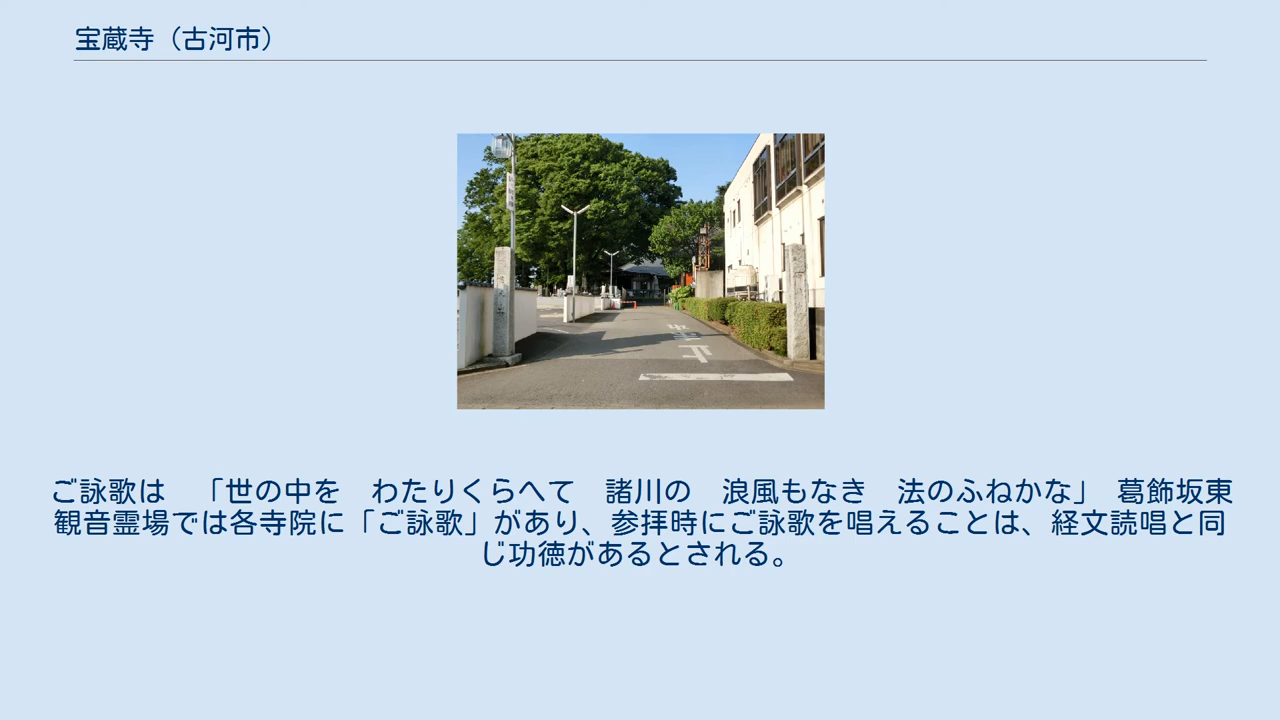 宝蔵寺（古河市）
ご詠歌は　「世の中を　わたりくらへて　諸川の　浪風もなき　法のふねかな」 葛飾坂東
観音霊場では各寺院に「ご詠歌」があり、参拝時にご詠歌を唱えることは、経文読唱と同
じ功徳があるとされる。